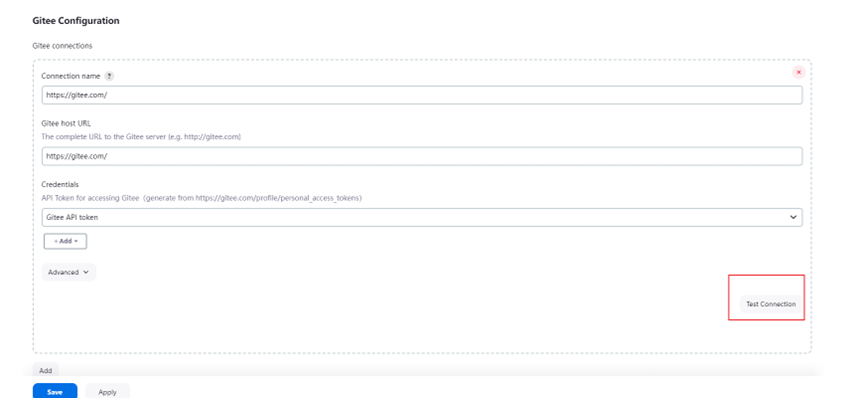 Gitee Configuration
Gitee connections
Connection name ?
https://gitee.com/
Gitee host URL
The complete URL to the Gitee server (e.g. http://gitee.com)
https://gitee.com/
Credentials
API Token for accessing Gitee (generate from https://gitee.com/profile/personal_access_tokens)
Gitee API token
+ Add
Advanced
Test Connection
Add
Save Apply